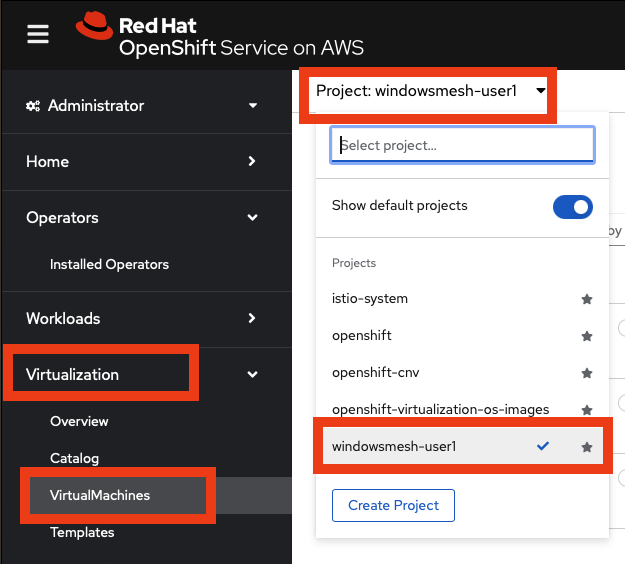 Red Hat
OpenShift Service on AWS
Administrator
Home
Operators
Installed Operators
Workloads
Virtualization
Overview
Catalog
VirtualMachines
Templates
Project: windowsmesh-user1
Select project...
Show default projects
Projects
istio-system
openshift
openshift-cnv
openshift-virtualization-os-images
windowsmesh-user1
Create Project